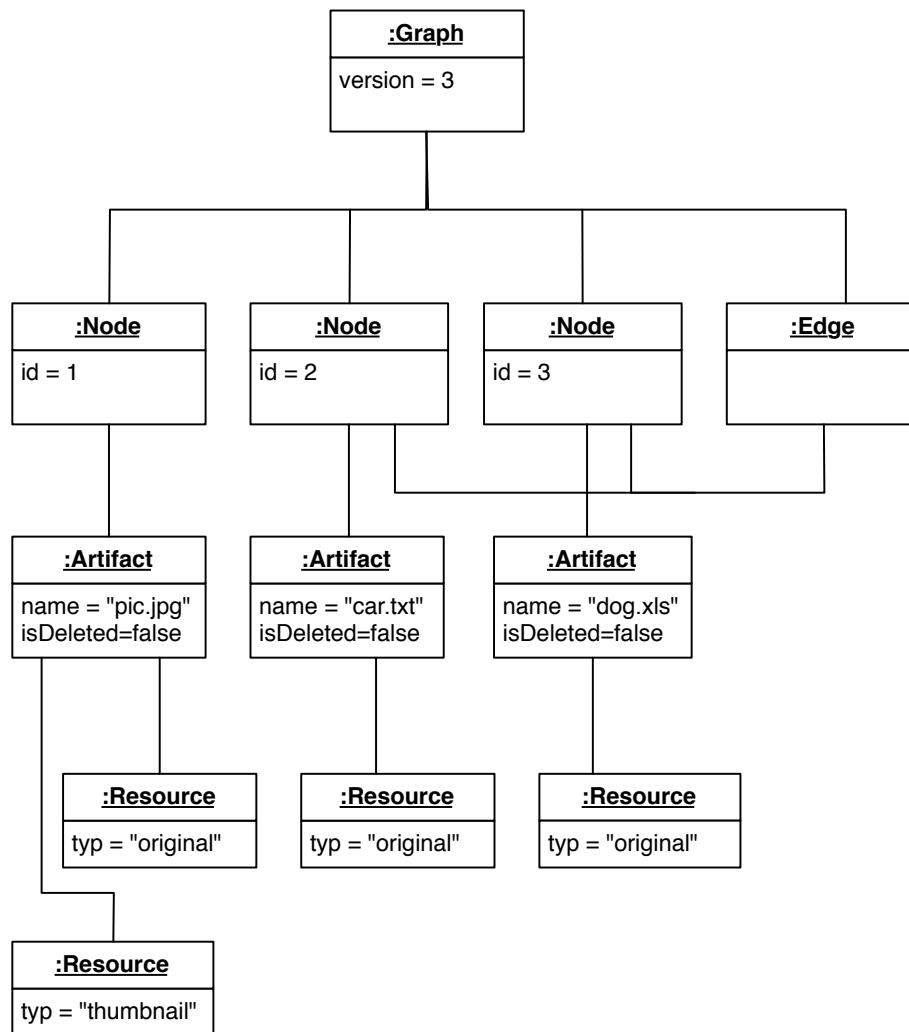 :Graph
version = 3
:Node
id = 1
:Node
id = 2
:Node
id = 3
:Edge
:Artifact
name = "pic.jpg"
isDeleted=false
:Artifact
name = "car.txt"
isDeleted=false
:Artifact
name = "dog.xls"
isDeleted=false
:Resource
typ = "original"
:Resource
typ = "original"
:Resource
typ = "original"
:Resource
typ = "thumbnail"